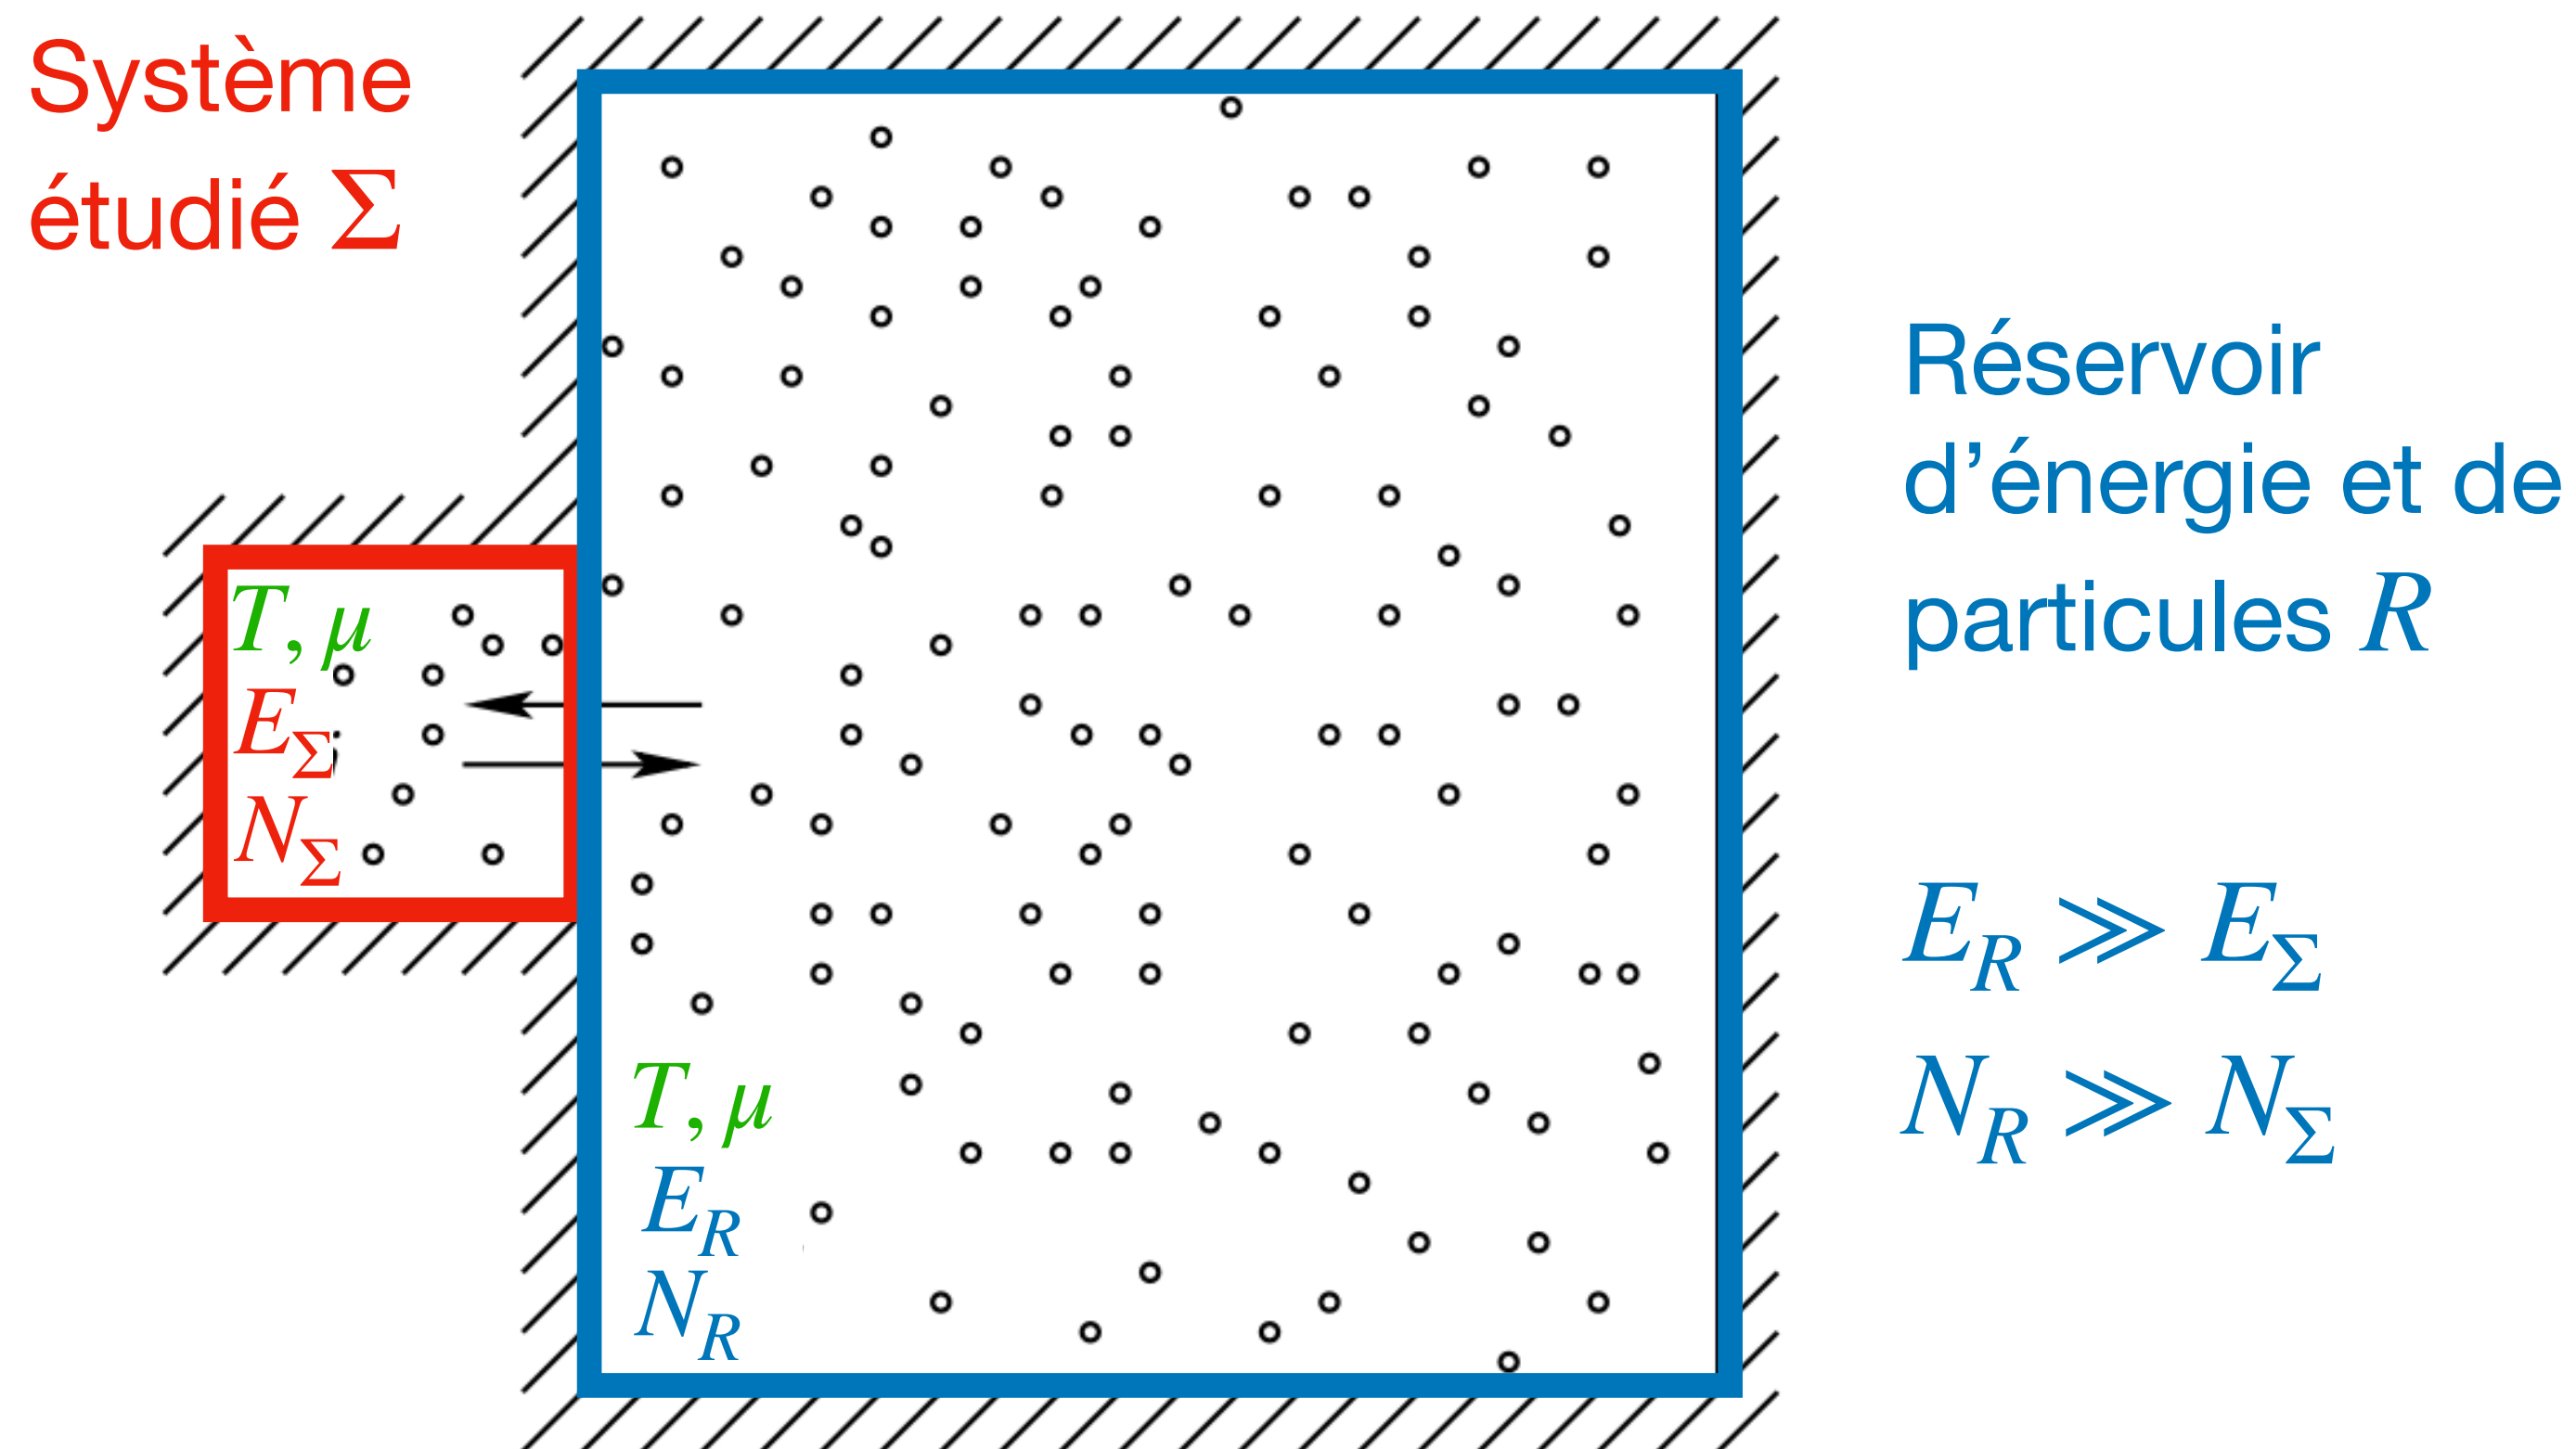 Système
étudié Σ
Réservoir
d’énergie et de
particules R
T, μ
E_Σ
N_Σ
E_R ≫ E_Σ
N_R ≫ N_Σ
T, μ
E_R
N_R